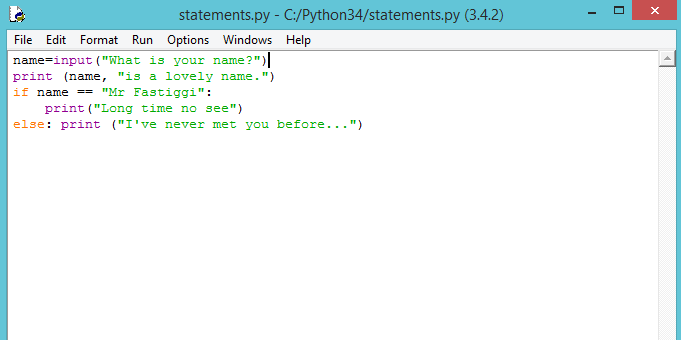 statements.py - C:/Python34/statements.py (3.4.2)
File Edit Format Run Options Windows Help
name=input("What is your name?")
print (name, "is a lovely name.")
if name == "Mr Fastiggi":
    print("Long time no see")
else: print ("I've never met you before...")